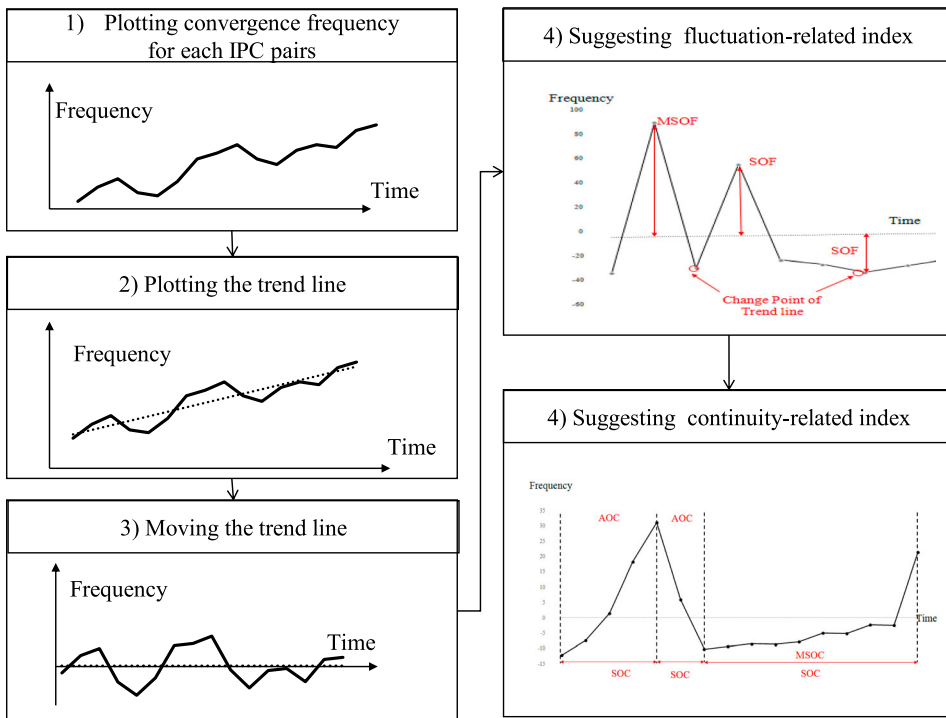 1) Plotting convergence frequency
for each IPC pairs
Frequency
Time
2) Plotting the trend line
Frequency
Time
3) Moving the trend line
Frequency
Time
4) Suggesting fluctuation-related index
Frequency
100
80
60
40
20
0
-20
-40
-60
MSOF
SOF
Time
SOF
Change Point of
Trend line
4) Suggesting continuity-related index
Frequency
35
30
25
20
15
10
5
0
-5
-10
-15
AOC
AOC
Time
MSOC
SOC
SOC
SOC